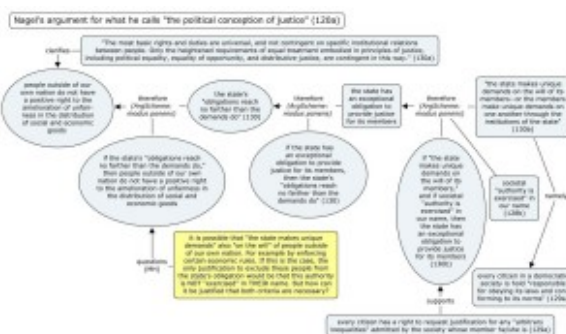 Nagel's argument for what he calls "the political conception of justice" (120a)
"The most basic rights and duties are universal, and not contingent on specific institutional relations
between people. Only the heightened requirements of equal treatment embodied in principles of justice,
including political equality, equality of opportunity, and distributive justice, are contingent in this way." (130a)
clarifies
people outside of our
own nation do not have
a positive right to the
amelioration of unfairn-
ess in the distribution
of social and economic
goods
therefore
(ArgScheme:
modus ponens)
the state's
"obligations reach
no farther than the
demands do" (130)
therefore
(ArgScheme:
modus ponens)
the state has
an exceptional
obligation
to provide
justice
for its members
therefore
(ArgScheme:
modus ponens)
"the state makes unique
demands on the will of its
members--or the members
make unique demands on
one another through the
institutions of the state"
(130b)
if the state's "obligations reach
no farther than the demands do,"
then people outside of our own nation
do not have a positive right
to the amelioration of unfairness in
the distribution of social and
economic goods
if the state has
an exceptional
obligation to provide
justice for its members,
then the state's
"obligations reach
no farther than the
demands do" (130)
if "the state
makes unique
demands on
the will of its
members,"
and if societal
"authority is
exercised" in
our name, then
the state has
an exceptional
obligation to
provide justice
for its members
societal
"authority is
exercised" in
our name
namely
questions
it is possible that "the state makes unique
demands" also "on the will" of people outside
of our own nation. For example by enforcing
certain economic rules. If this is the case, the
only justification to exclude these people from
the state's obligation would be that the authority
is NOT "exercised" in THEIR name. But how can
it be justified that both criteria are necessary?
supports
every citizen in a democratic
society is held "responsible"
for obeying its laws and con-
forming to its norms"
every citizen has a right to request justification for any "arbitrary
inequalities" admitted by the society whose member he/she is